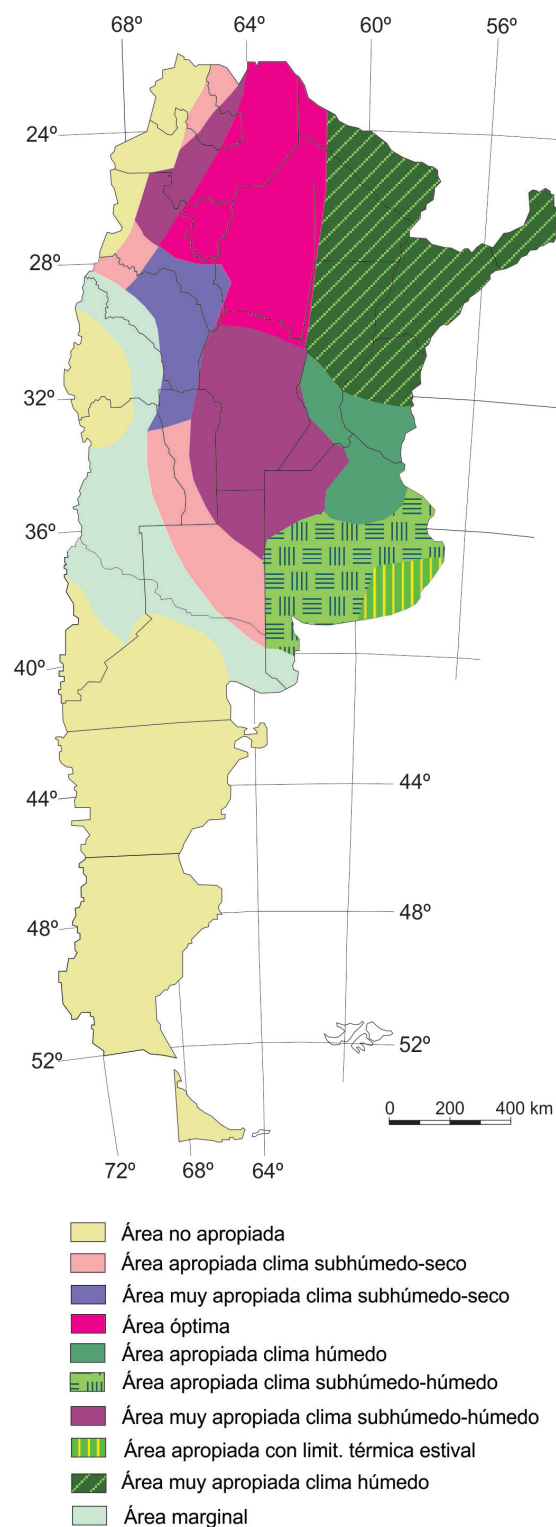 68º 64º 60º 56º
24º
28º
32º
36º
40º
44º 44º
48º 48º
52º 52º
0 200 400 km
72º 68º 64º
Área no apropiada
Área apropiada clima subhúmedo-seco
Área muy apropiada clima subhúmedo-seco
Área óptima
Área apropiada clima húmedo
Área apropiada clima subhúmedo-húmedo
Área muy apropiada clima subhúmedo-húmedo
Área apropiada con limit. térmica estival
Área muy apropiada clima húmedo
Área marginal